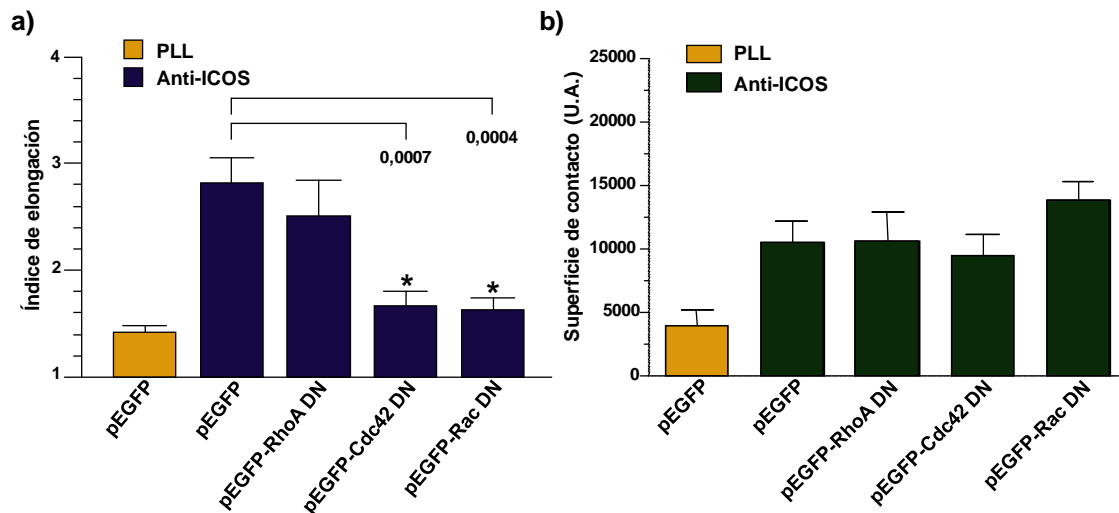 a)
PLL
Anti-ICOS
Índice de elongación
4
3
2
1
0,0007
0,0004
*
*
pEGFP
pEGFP
pEGFP-RhoA DN
pEGFP-Cdc42 DN
pEGFP-Rac DN
b)
PLL
Anti-ICOS
Superficie de contacto (U.A.)
25000
20000
15000
10000
5000
0
pEGFP
pEGFP
pEGFP-RhoA DN
pEGFP-Cdc42 DN
pEGFP-Rac DN